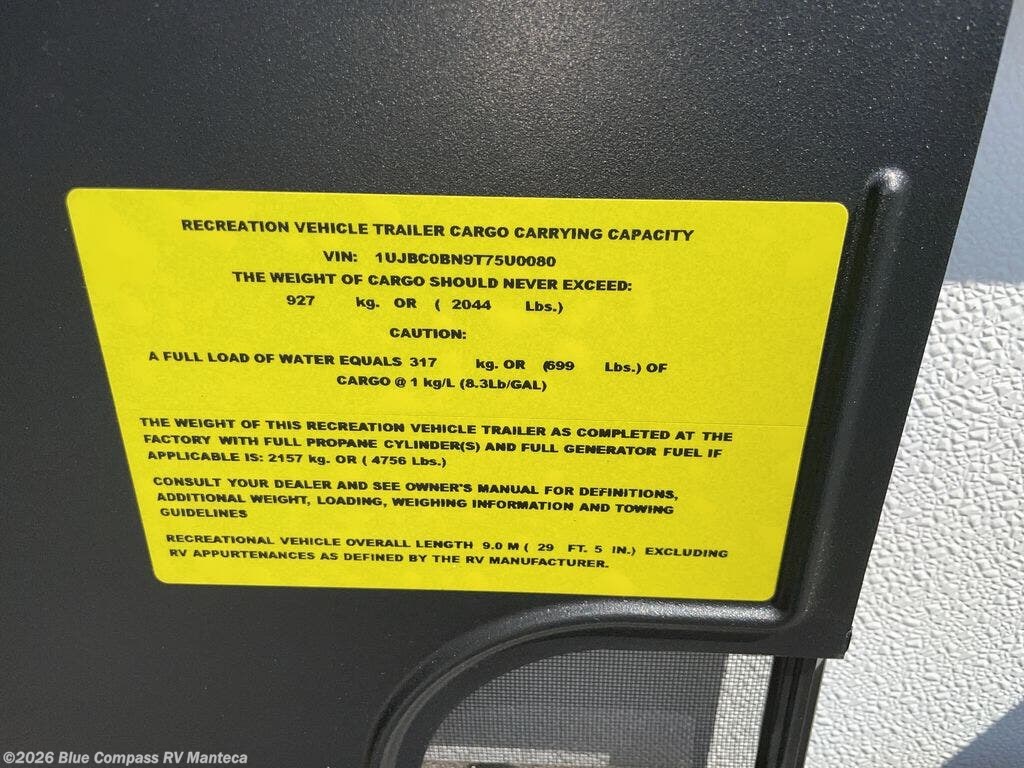 RECREATION VEHICLE TRAILER CARGO CARRYING CAPACITY
VIN: 1UJBC0BN9T75U0080
THE WEIGHT OF CARGO SHOULD NEVER EXCEED:
927 kg. OR ( 2044 Lbs.)
CAUTION:
A FULL LOAD OF WATER EQUALS 317 kg. OR (699 Lbs.) OF
CARGO @ 1 kg/L (8.3Lb/GAL)
THE WEIGHT OF THIS RECREATION VEHICLE TRAILER AS COMPLETED AT THE
FACTORY WITH FULL PROPANE CYLINDER(S) AND FULL GENERATOR FUEL IF
APPLICABLE IS: 2157 kg. OR ( 4756 Lbs.)
CONSULT YOUR DEALER AND SEE OWNER'S MANUAL FOR DEFINITIONS,
ADDITIONAL WEIGHT, LOADING, WEIGHING INFORMATION AND TOWING
GUIDELINES
RECREATIONAL VEHICLE OVERALL LENGTH 9.0 M ( 29 FT. 5 IN.) EXCLUDING
RV APPURTENANCES AS DEFINED BY THE RV MANUFACTURER.
©2026 Blue Compass RV Manteca